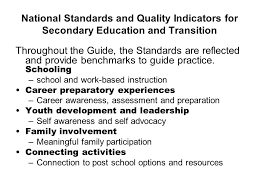 National Standards and Quality Indicators for
Secondary Education and Transition
Throughout the Guide, the Standards are reflected
and provide benchmarks to guide practice.
Schooling
– school and work-based instruction
• Career preparatory experiences
– Career awareness, assessment and preparation
• Youth development and leadership
– Self awareness and self advocacy
• Family involvement
– Meaningful family participation
• Connecting activities
– Connection to post school options and resources